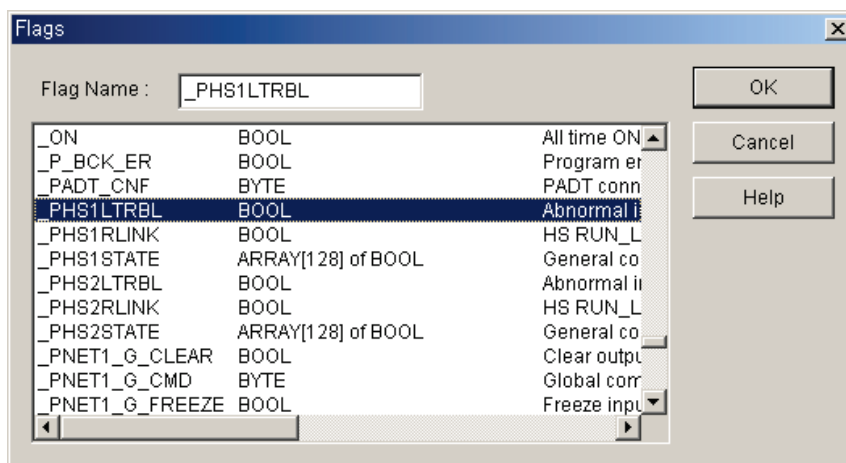 Flags
Flag Name : _PHS1LTRBL
OK
Cancel
Help
_ON BOOL All time ON
_P_BCK_ER BOOL Program er
_PADT_CNF BYTE PADT conn
_PHS1LTRBL BOOL Abnormal i
_PHS1RLINK BOOL HS RUN_L
_PHS1STATE ARRAY[128] of BOOL General co
_PHS2LTRBL BOOL Abnormal i
_PHS2RLINK BOOL HS RUN_L
_PHS2STATE ARRAY[128] of BOOL General co
_PNET1_G_CLEAR BOOL Clear outpu
_PNET1_G_CMD BYTE Global com
_PNET1_G_FREEZE BOOL Freeze inpu